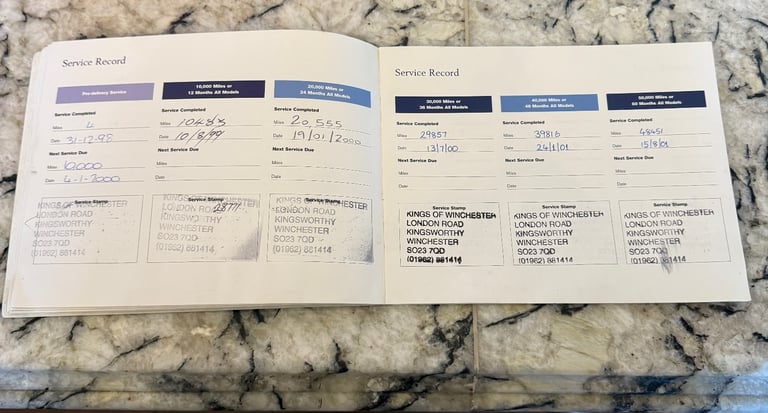 Service Record
Pre-delivery Service
Service Completed
Miles 4
Date 31-12-98
Next Service Due
Miles 10,000
Date 4-1-2000
Service Stamp
KINGS OF WINCHESTER
LONDON ROAD
KINGSWORTHY
WINCHESTER
SO23 7QD
(01962) 881414
10,000 Miles or
12 Months All Models
Service Completed
Miles
Date 10/8/99
Next Service Due
Miles
Date
Service Stamp
KINGS OF WINCHESTER
LONDON ROAD
KINGSWORTHY
WINCHESTER
SO23 7QD
(01962) 881414
20,000 Miles or
24 Months All Models
Service Completed
Miles 20,555
Date 19/01/2000
Next Service Due
Miles
Date
Service Stamp
KINGS OF WINCHESTER
LONDON ROAD
KINGSWORTHY
WINCHESTER
SO23 7QD
(01962) 881414
Service Record
30,000 Miles or
36 Months All Models
Service Completed
Miles 29857
Date 13/7/00
Next Service Due
Miles
Date
Service Stamp
KINGS OF WINCHESTER
LONDON ROAD
KINGSWORTHY
WINCHESTER
SO23 7QD
(01962) 881414
40,000 Miles or
48 Months All Models
Service Completed
Miles 39816
Date 24/1/01
Next Service Due
Miles
Date
Service Stamp
KINGS OF WINCHESTER
LONDON ROAD
KINGSWORTHY
WINCHESTER
SO23 7QD
(01962) 881414
50,000 Miles or
60 Months All Models
Service Completed
Miles 48451
Date 15/8/01
Next Service Due
Miles
Date
Service Stamp
KINGS OF WINCHESTER
LONDON ROAD
KINGSWORTHY
WINCHESTER
SO23 7QD
(01962) 881414